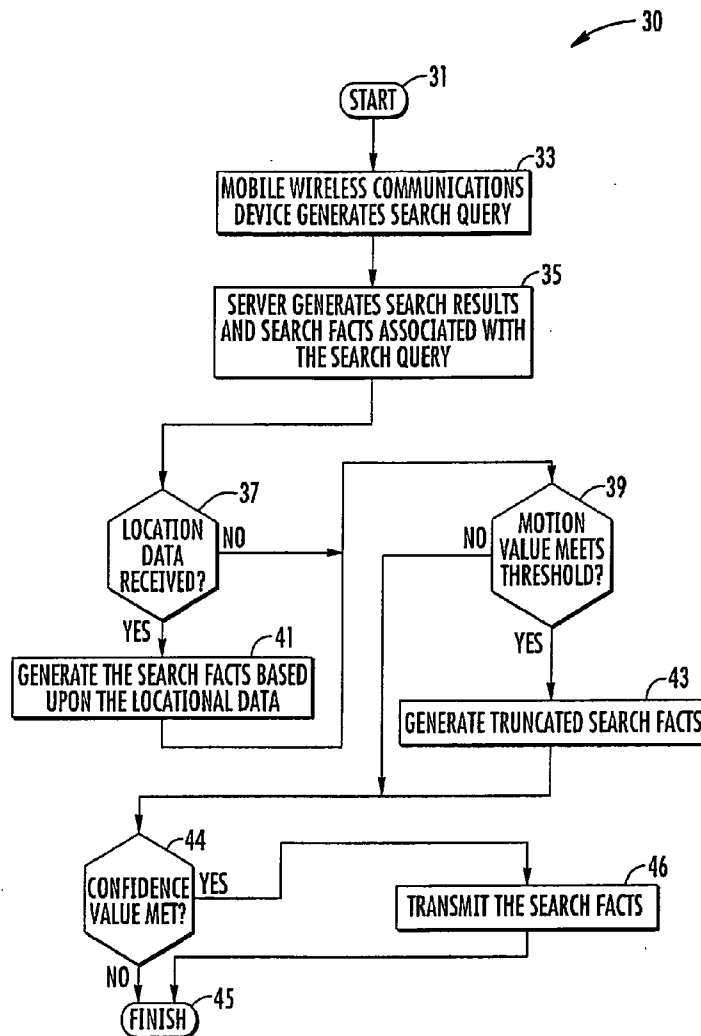 30
31
START
33
MOBILE WIRELESS COMMUNICATIONS
DEVICE GENERATES SEARCH QUERY
35
SERVER GENERATES SEARCH RESULTS
AND SEARCH FACTS ASSOCIATED WITH
THE SEARCH QUERY
37
LOCATION
DATA
RECEIVED?
NO
YES
39
MOTION
VALUE MEETS
THRESHOLD?
NO
YES
41
GENERATE THE SEARCH FACTS BASED
UPON THE LOCATIONAL DATA
43
GENERATE TRUNCATED SEARCH FACTS
44
CONFIDENCE
VALUE MET?
YES
NO
46
TRANSMIT THE SEARCH FACTS
45
FINISH